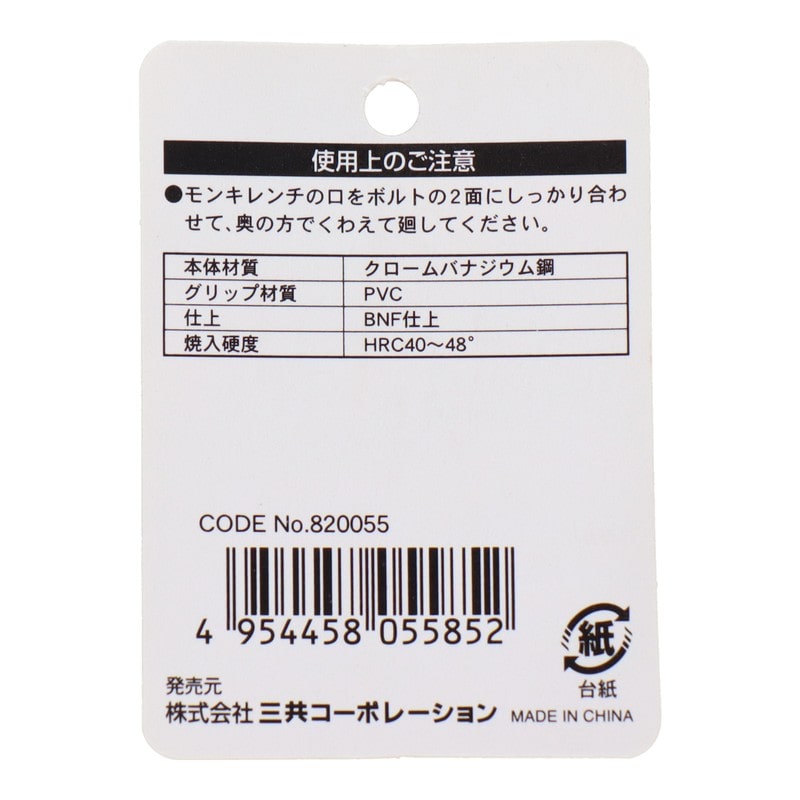 使用上のご注意
●モンキレンチの口をボルトの2面にしっかり合わ
せて、奥の方でくわえて廻してください。
本体材質 クロームバナジウム鋼
グリップ材質 PVC
仕上 BNF仕上
焼入硬度 HRC40～48°
CODE No.820055
4 954458 055852
紙
台紙
発売元
株式会社 三共コーポレーション MADE IN CHINA